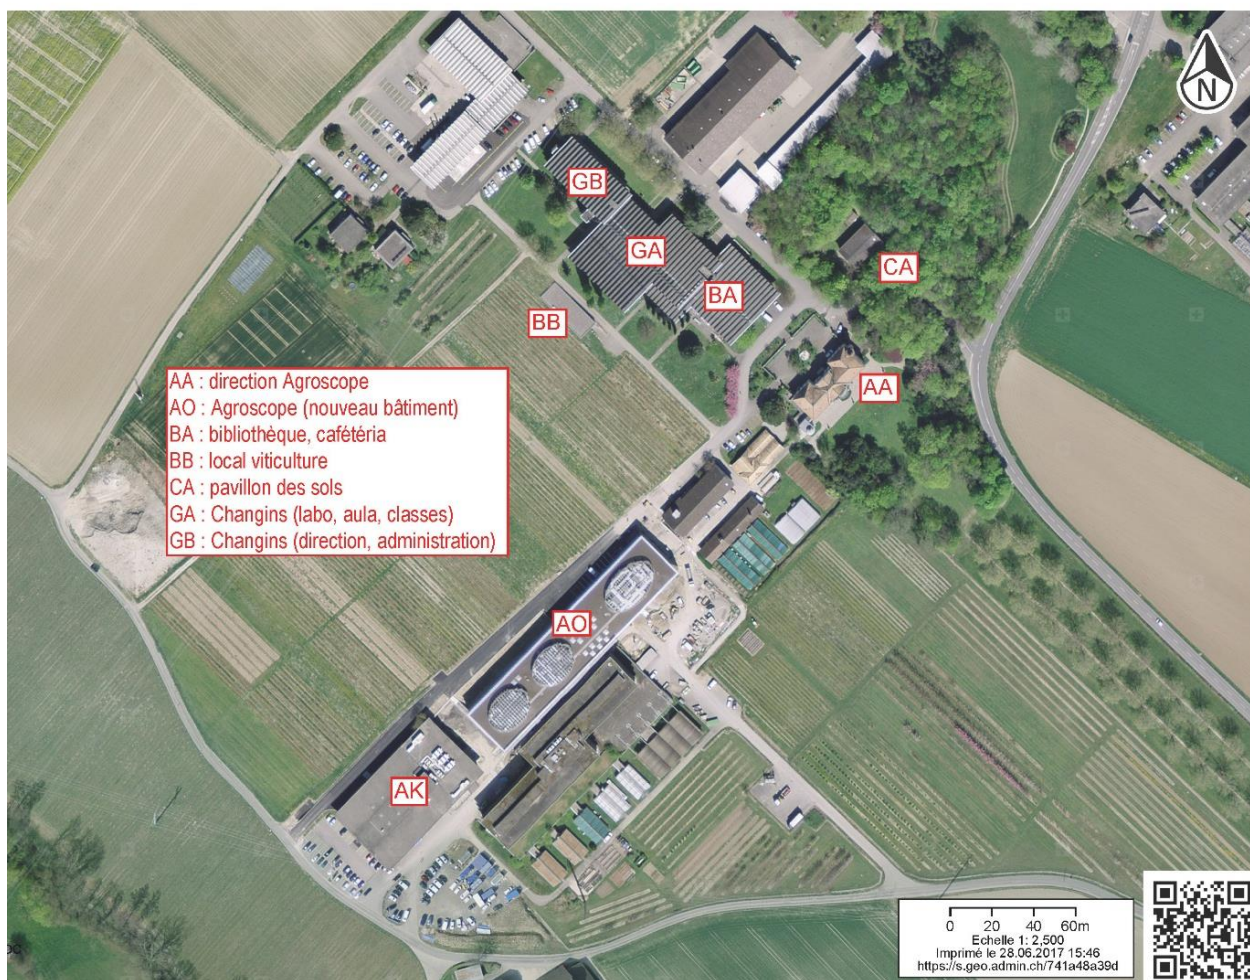 N
GB
GA
CA
BA
BB
AA
AA : direction Agroscope
AO : Agroscope (nouveau bâtiment)
BA : bibliothèque, cafétéria
BB : local viticulture
CA : pavillon des sols
GA : Changins (labo, aula, classes)
GB : Changins (direction, administration)
AO
AK
0 20 40 60m
Echelle 1: 2,500
Imprimé le 28.06.2017 15:46
https://s.geo.admin.ch/741a48a39d